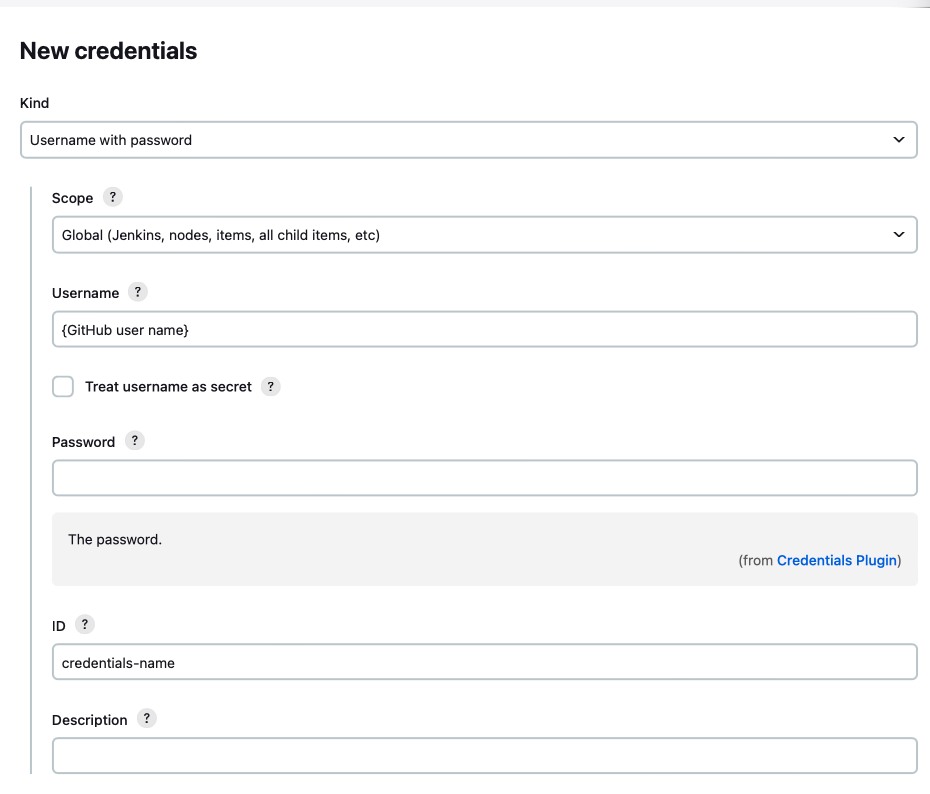 New credentials
Kind
Username with password
Scope ?
Global (Jenkins, nodes, items, all child items, etc)
Username ?
{GitHub user name}
Treat username as secret ?
Password ?
The password.
(from Credentials Plugin)
ID ?
credentials-name
Description ?